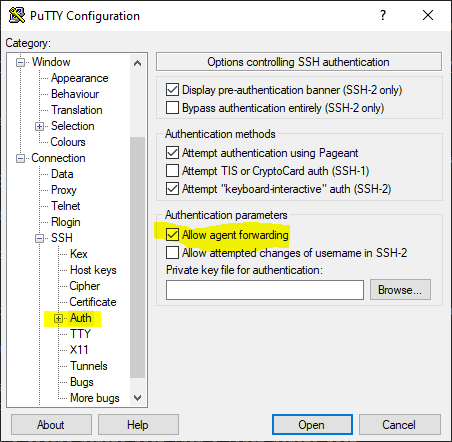 PuTTY Configuration
Category:
Window
Appearance
Behaviour
Translation
Selection
Colours
Connection
Data
Proxy
Telnet
Rlogin
SSH
Kex
Host keys
Cipher
Certificate
Auth
TTY
X11
Tunnels
Bugs
More bugs
Options controlling SSH authentication
Display pre-authentication banner (SSH-2 only)
Bypass authentication entirely (SSH-2 only)
Authentication methods
Attempt authentication using Pageant
Attempt TIS or CryptoCard auth (SSH-1)
Attempt "keyboard-interactive" auth (SSH-2)
Authentication parameters
Allow agent forwarding
Allow attempted changes of username in SSH-2
Private key file for authentication:
Browse...
About
Help
Open
Cancel